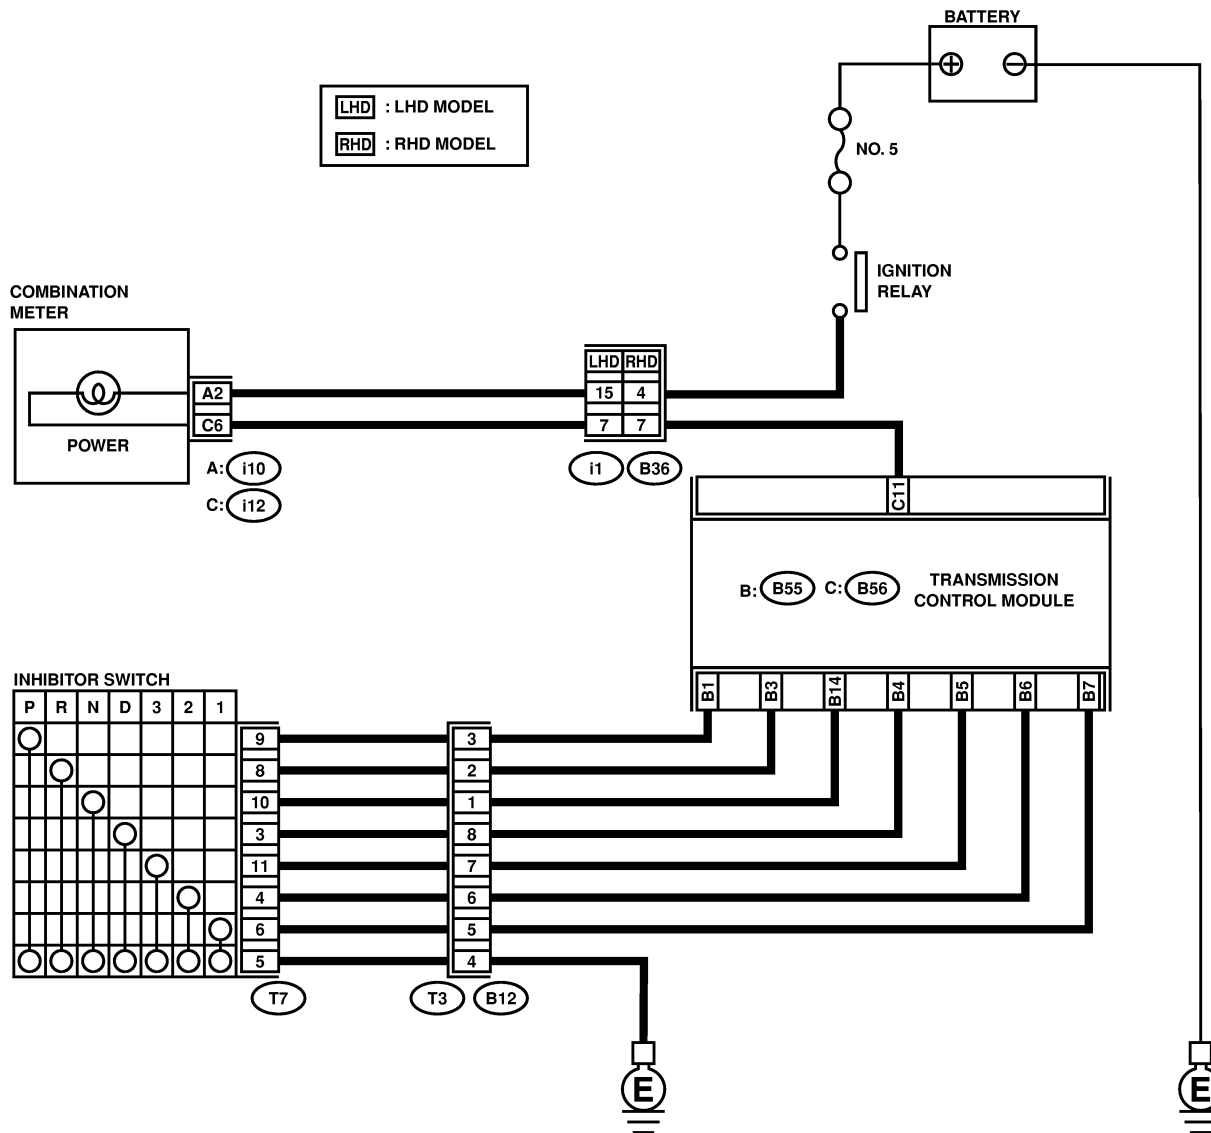 BATTERY
LHD : LHD MODEL
RHD : RHD MODEL
NO. 5
IGNITION
RELAY
COMBINATION
METER
LHD RHD
A2 15 4
C6 7 7
POWER
A: i10 i1 B36
C: i12
C11
B: B55 C: B56 TRANSMISSION
CONTROL MODULE
INHIBITOR SWITCH
B1 B3 B14 B4 B5 B6 B7
P R N D 3 2 1
9 3
8 2
10 1
3 8
11 7
4 6
6 5
5 4
T7 T3 B12
E E